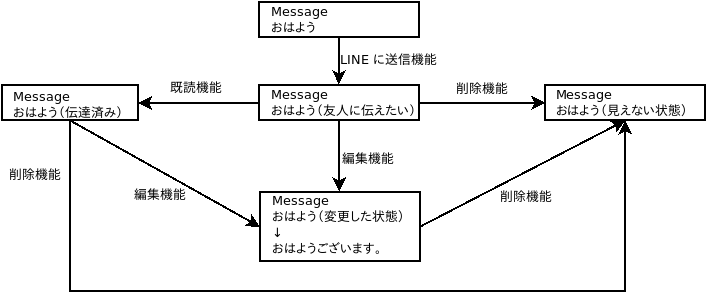 Message
おはよう
LINE に送信機能
既読機能
削除機能
Message
おはよう（伝達済み）
Message
おはよう（友人に伝えたい）
Message
おはよう（見えない状態）
削除機能
編集機能
編集機能
削除機能
Message
おはよう（変更した状態）
↓
おはようございます。